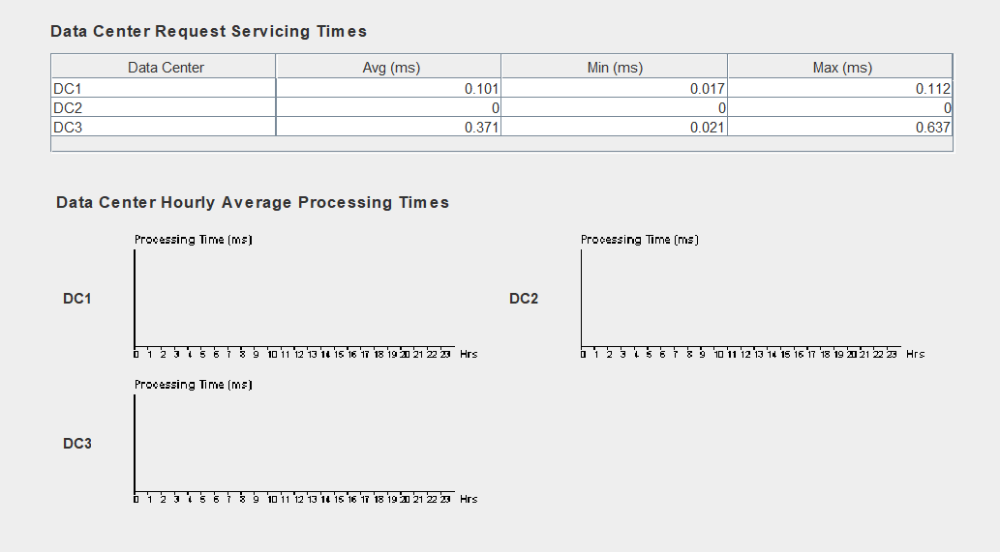 Data Center Request Servicing Times
Data Center Avg (ms) Min (ms) Max (ms)
DC1 0.101 0.017 0.112
DC2 0 0 0
DC3 0.371 0.021 0.637
Data Center Hourly Average Processing Times
Processing Time (ms)
DC1
0 1 2 3 4 5 6 7 8 9 10 11 12 13 14 15 16 17 18 19 20 21 22 23 Hrs
Processing Time (ms)
DC2
0 1 2 3 4 5 6 7 8 9 10 11 12 13 14 15 16 17 18 19 20 21 22 23 Hrs
Processing Time (ms)
DC3
0 1 2 3 4 5 6 7 8 9 10 11 12 13 14 15 16 17 18 19 20 21 22 23 Hrs